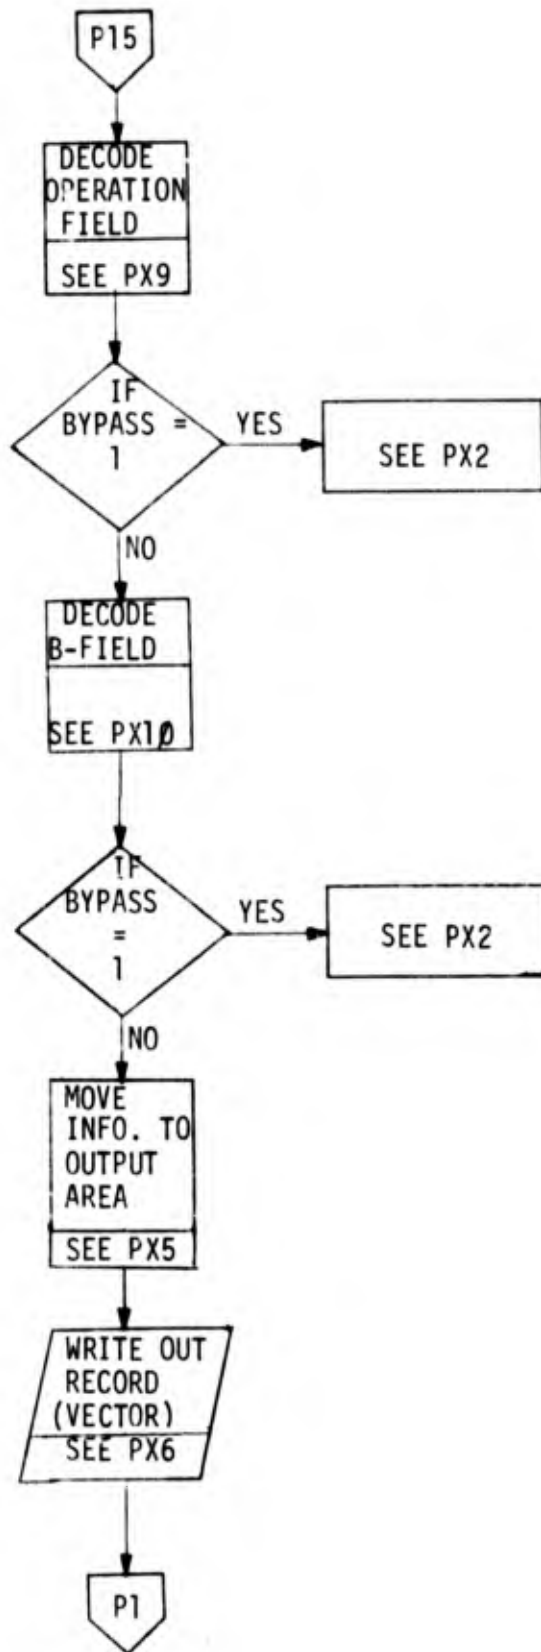 P15
DECODE
OPERATION
FIELD
SEE PX9
IF
BYPASS =
1
YES
SEE PX2
NO
DECODE
B-FIELD
SEE PX10
IF
BYPASS
=
1
YES
SEE PX2
NO
MOVE
INFO. TO
OUTPUT
AREA
SEE PX5
WRITE OUT
RECORD
(VECTOR)
SEE PX6
P1